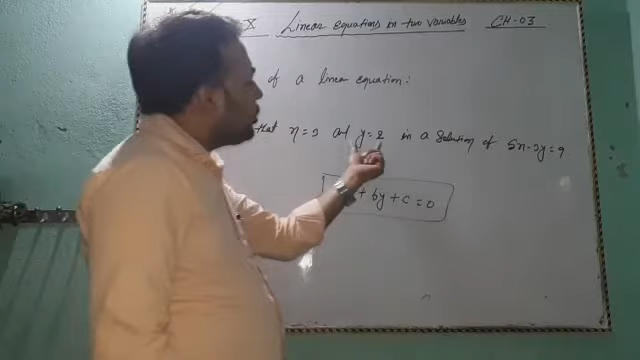 X Linear Equations in two variables CH-03
of a linear equation:
that x=3 and y=2 is a solution of 5x-3y=9
+ by + c = 0